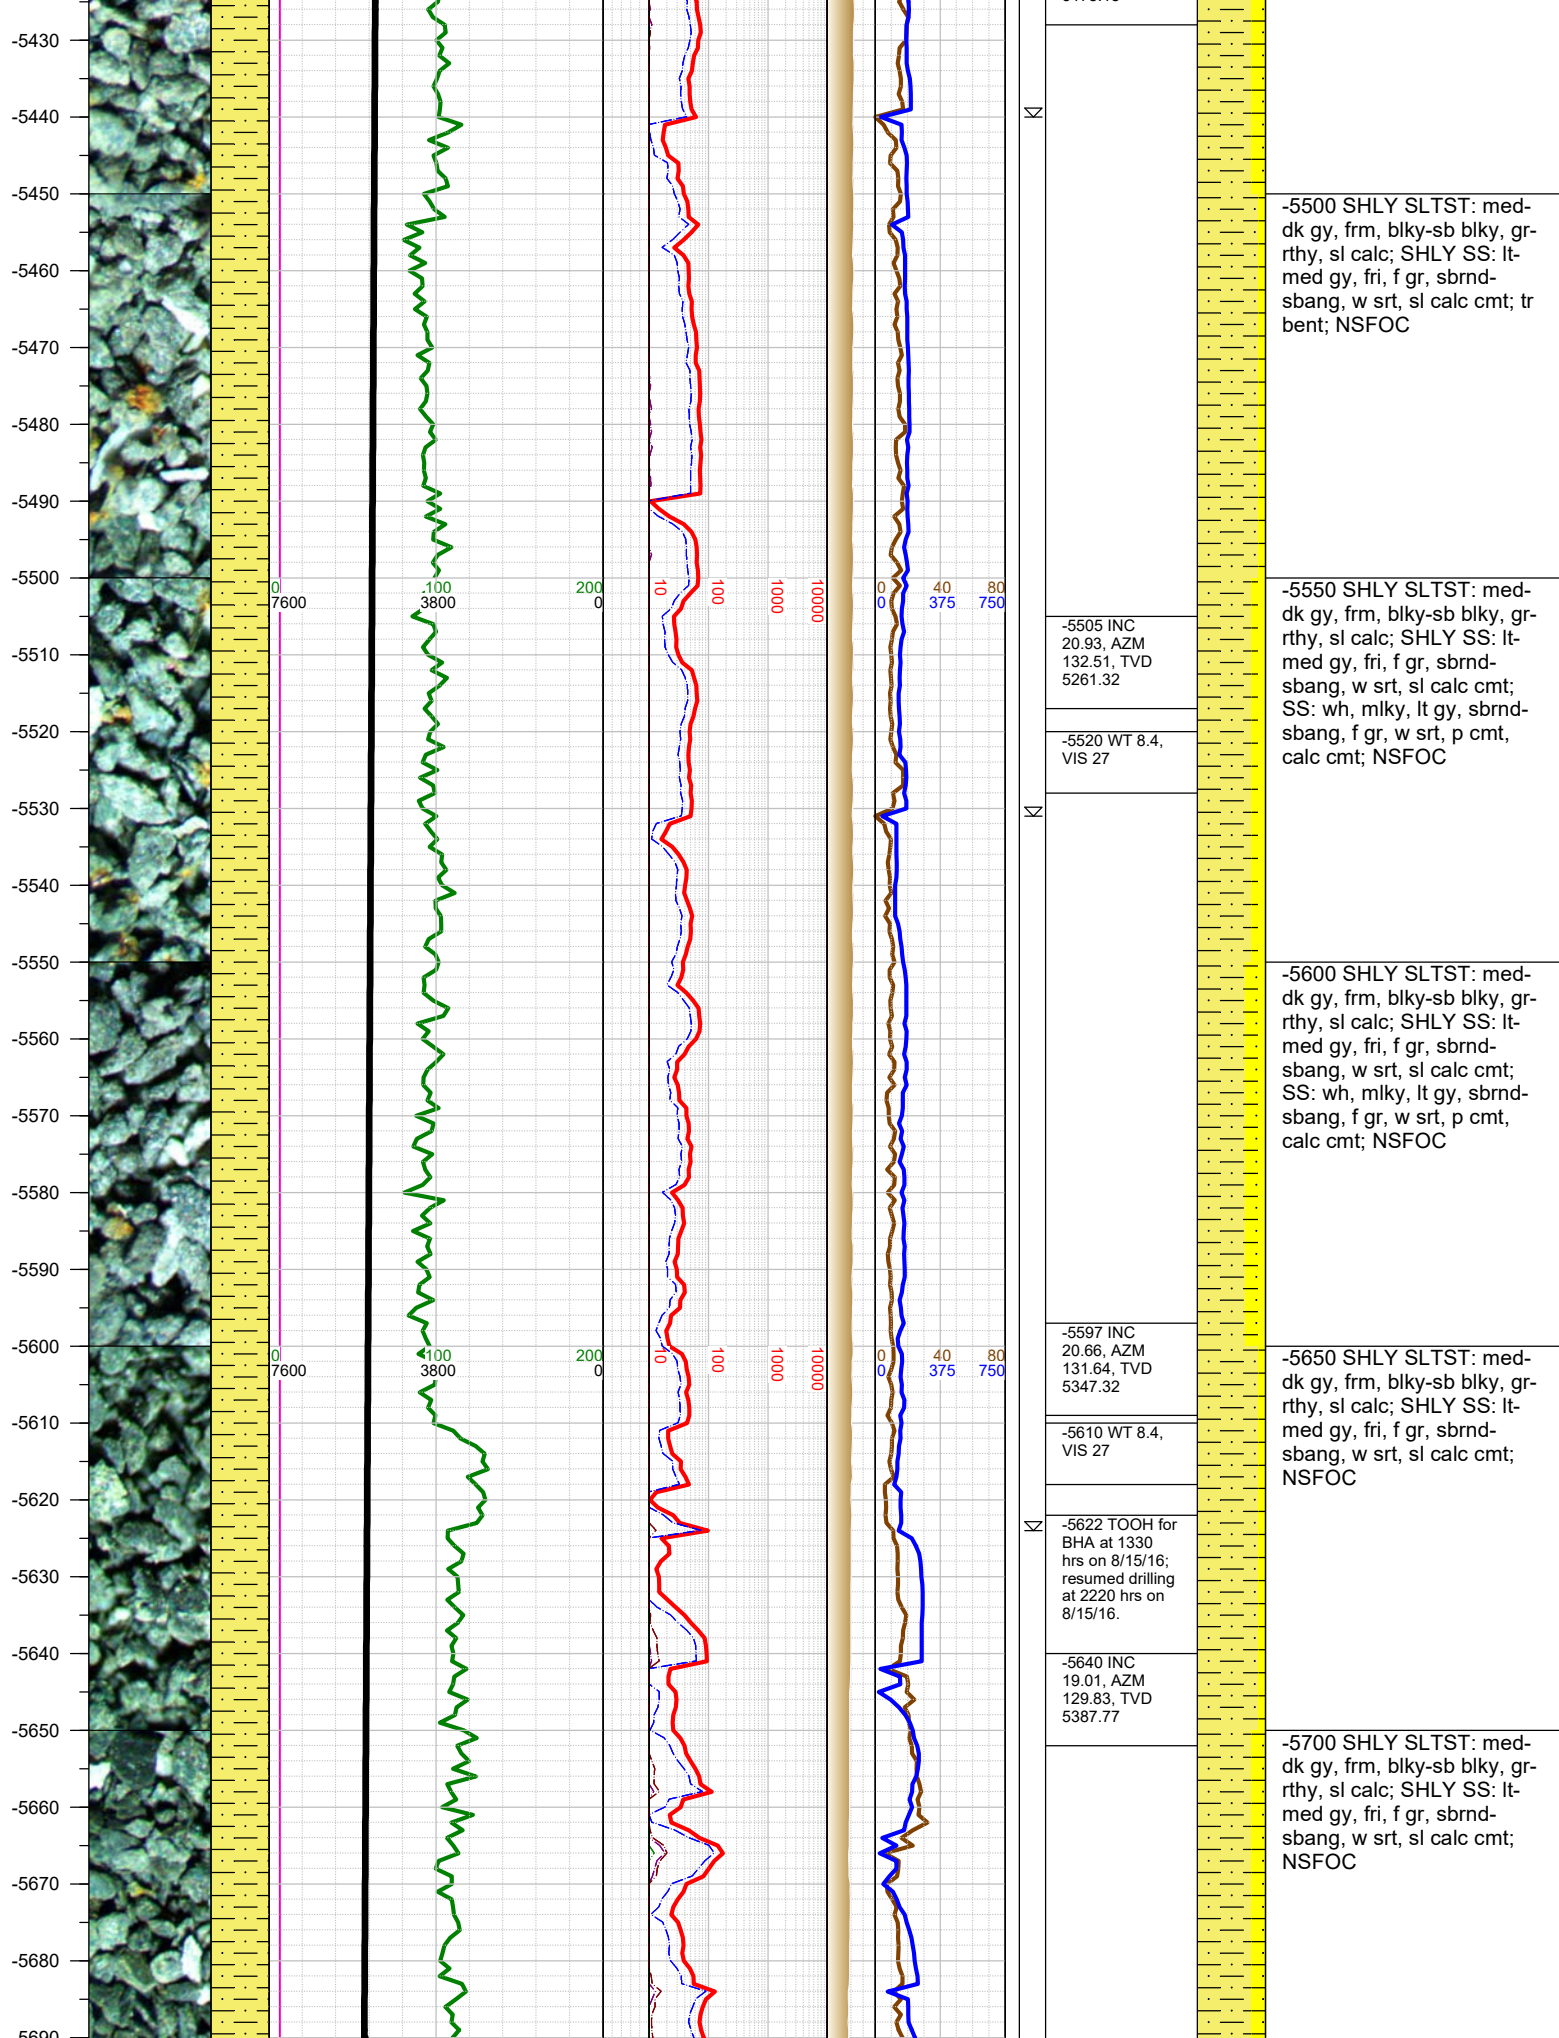 -5430
-5440
-5450
-5460
-5470
-5480
-5490
-5500
-5510
-5520
-5530
-5540
-5550
-5560
-5570
-5580
-5590
-5600
-5610
-5620
-5630
-5640
-5650
-5660
-5670
-5680
-5690
0 100 200
7600 3800 0
10 100 1000 10000
0 40 80
0 375 750
0 100 200
7600 3800 0
10 100 1000 10000
0 40 80
0 375 750
-5505 INC
20.93, AZM
132.51, TVD
5261.32
-5520 WT 8.4,
VIS 27
-5597 INC
20.66, AZM
131.64, TVD
5347.32
-5610 WT 8.4,
VIS 27
-5622 TOOH for
BHA at 1330
hrs on 8/15/16;
resumed drilling
at 2220 hrs on
8/15/16.
-5640 INC
19.01, AZM
129.83, TVD
5387.77
-5500 SHLY SLTST: med-
dk gy, frm, blky-sb blky, gr-
rthy, sl calc; SHLY SS: lt-
med gy, fri, f gr, sbrnd-
sbang, w srt, sl calc cmt; tr
bent; NSFOC
-5550 SHLY SLTST: med-
dk gy, frm, blky-sb blky, gr-
rthy, sl calc; SHLY SS: lt-
med gy, fri, f gr, sbrnd-
sbang, w srt, sl calc cmt;
SS: wh, mlky, lt gy, sbrnd-
sbang, f gr, w srt, p cmt,
calc cmt; NSFOC
-5600 SHLY SLTST: med-
dk gy, frm, blky-sb blky, gr-
rthy, sl calc; SHLY SS: lt-
med gy, fri, f gr, sbrnd-
sbang, w srt, sl calc cmt;
SS: wh, mlky, lt gy, sbrnd-
sbang, f gr, w srt, p cmt,
calc cmt; NSFOC
-5650 SHLY SLTST: med-
dk gy, frm, blky-sb blky, gr-
rthy, sl calc; SHLY SS: lt-
med gy, fri, f gr, sbrnd-
sbang, w srt, sl calc cmt;
NSFOC
-5700 SHLY SLTST: med-
dk gy, frm, blky-sb blky, gr-
rthy, sl calc; SHLY SS: lt-
med gy, fri, f gr, sbrnd-
sbang, w srt, sl calc cmt;
NSFOC